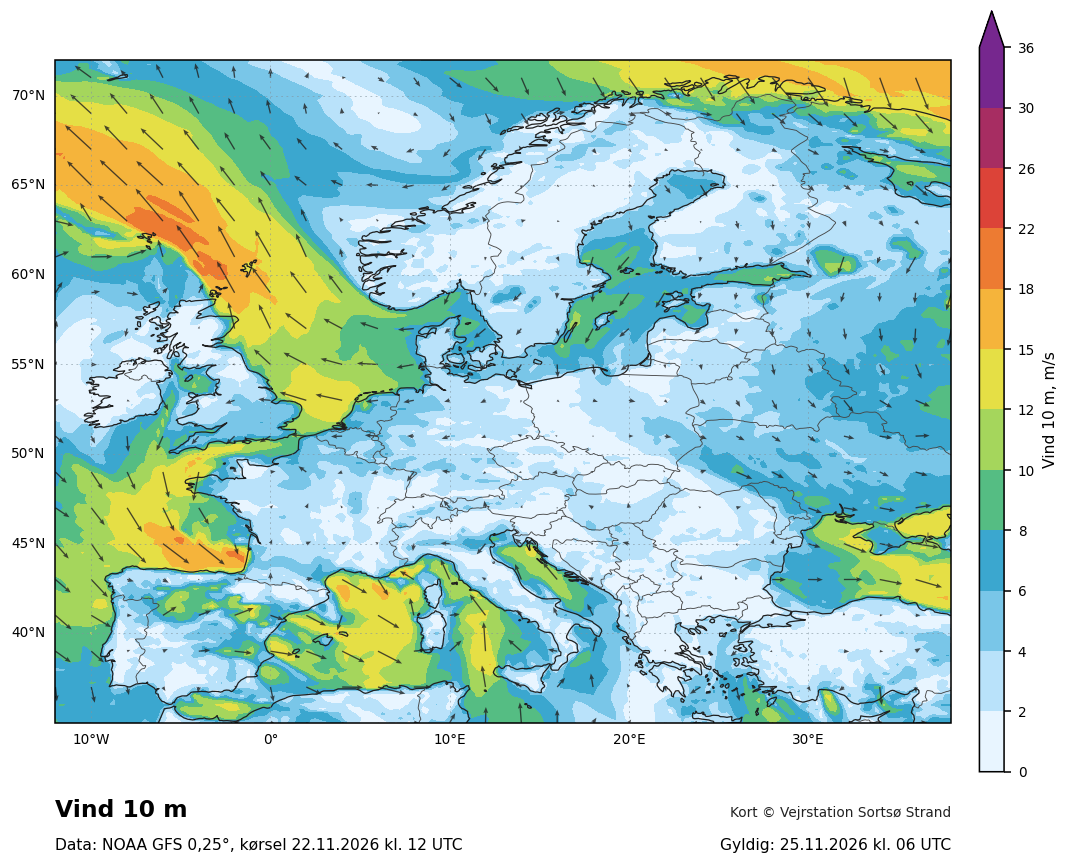 36
30
26
22
18
15
12
10
8
6
4
2
0
Vind 10 m, m/s
70°N
65°N
60°N
55°N
50°N
45°N
40°N
10°W
0°
10°E
20°E
30°E
Vind 10 m
Kort © Vejrstation Sortsø Strand
Data: NOAA GFS 0,25°, kørsel 22.11.2026 kl. 12 UTC
Gyldig: 25.11.2026 kl. 06 UTC